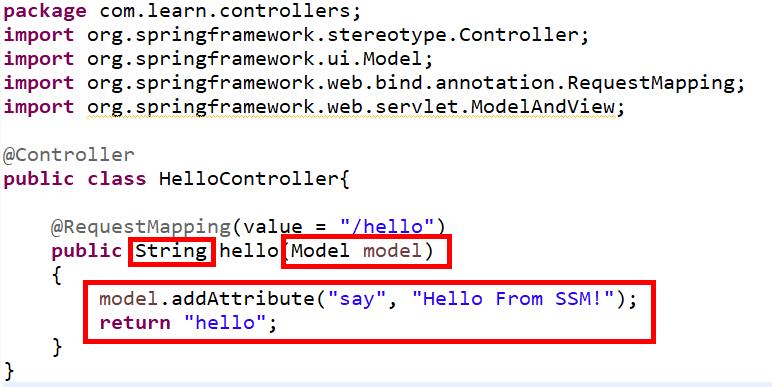 package com.learn.controllers;
import org.springframework.stereotype.Controller;
import org.springframework.ui.Model;
import org.springframework.web.bind.annotation.RequestMapping;
import org.springframework.web.servlet.ModelAndView;
@Controller
public class HelloController{
@RequestMapping(value = "/hello")
public String hello(Model model)
{
model.addAttribute("say", "Hello From SSM!");
return "hello";
}
}